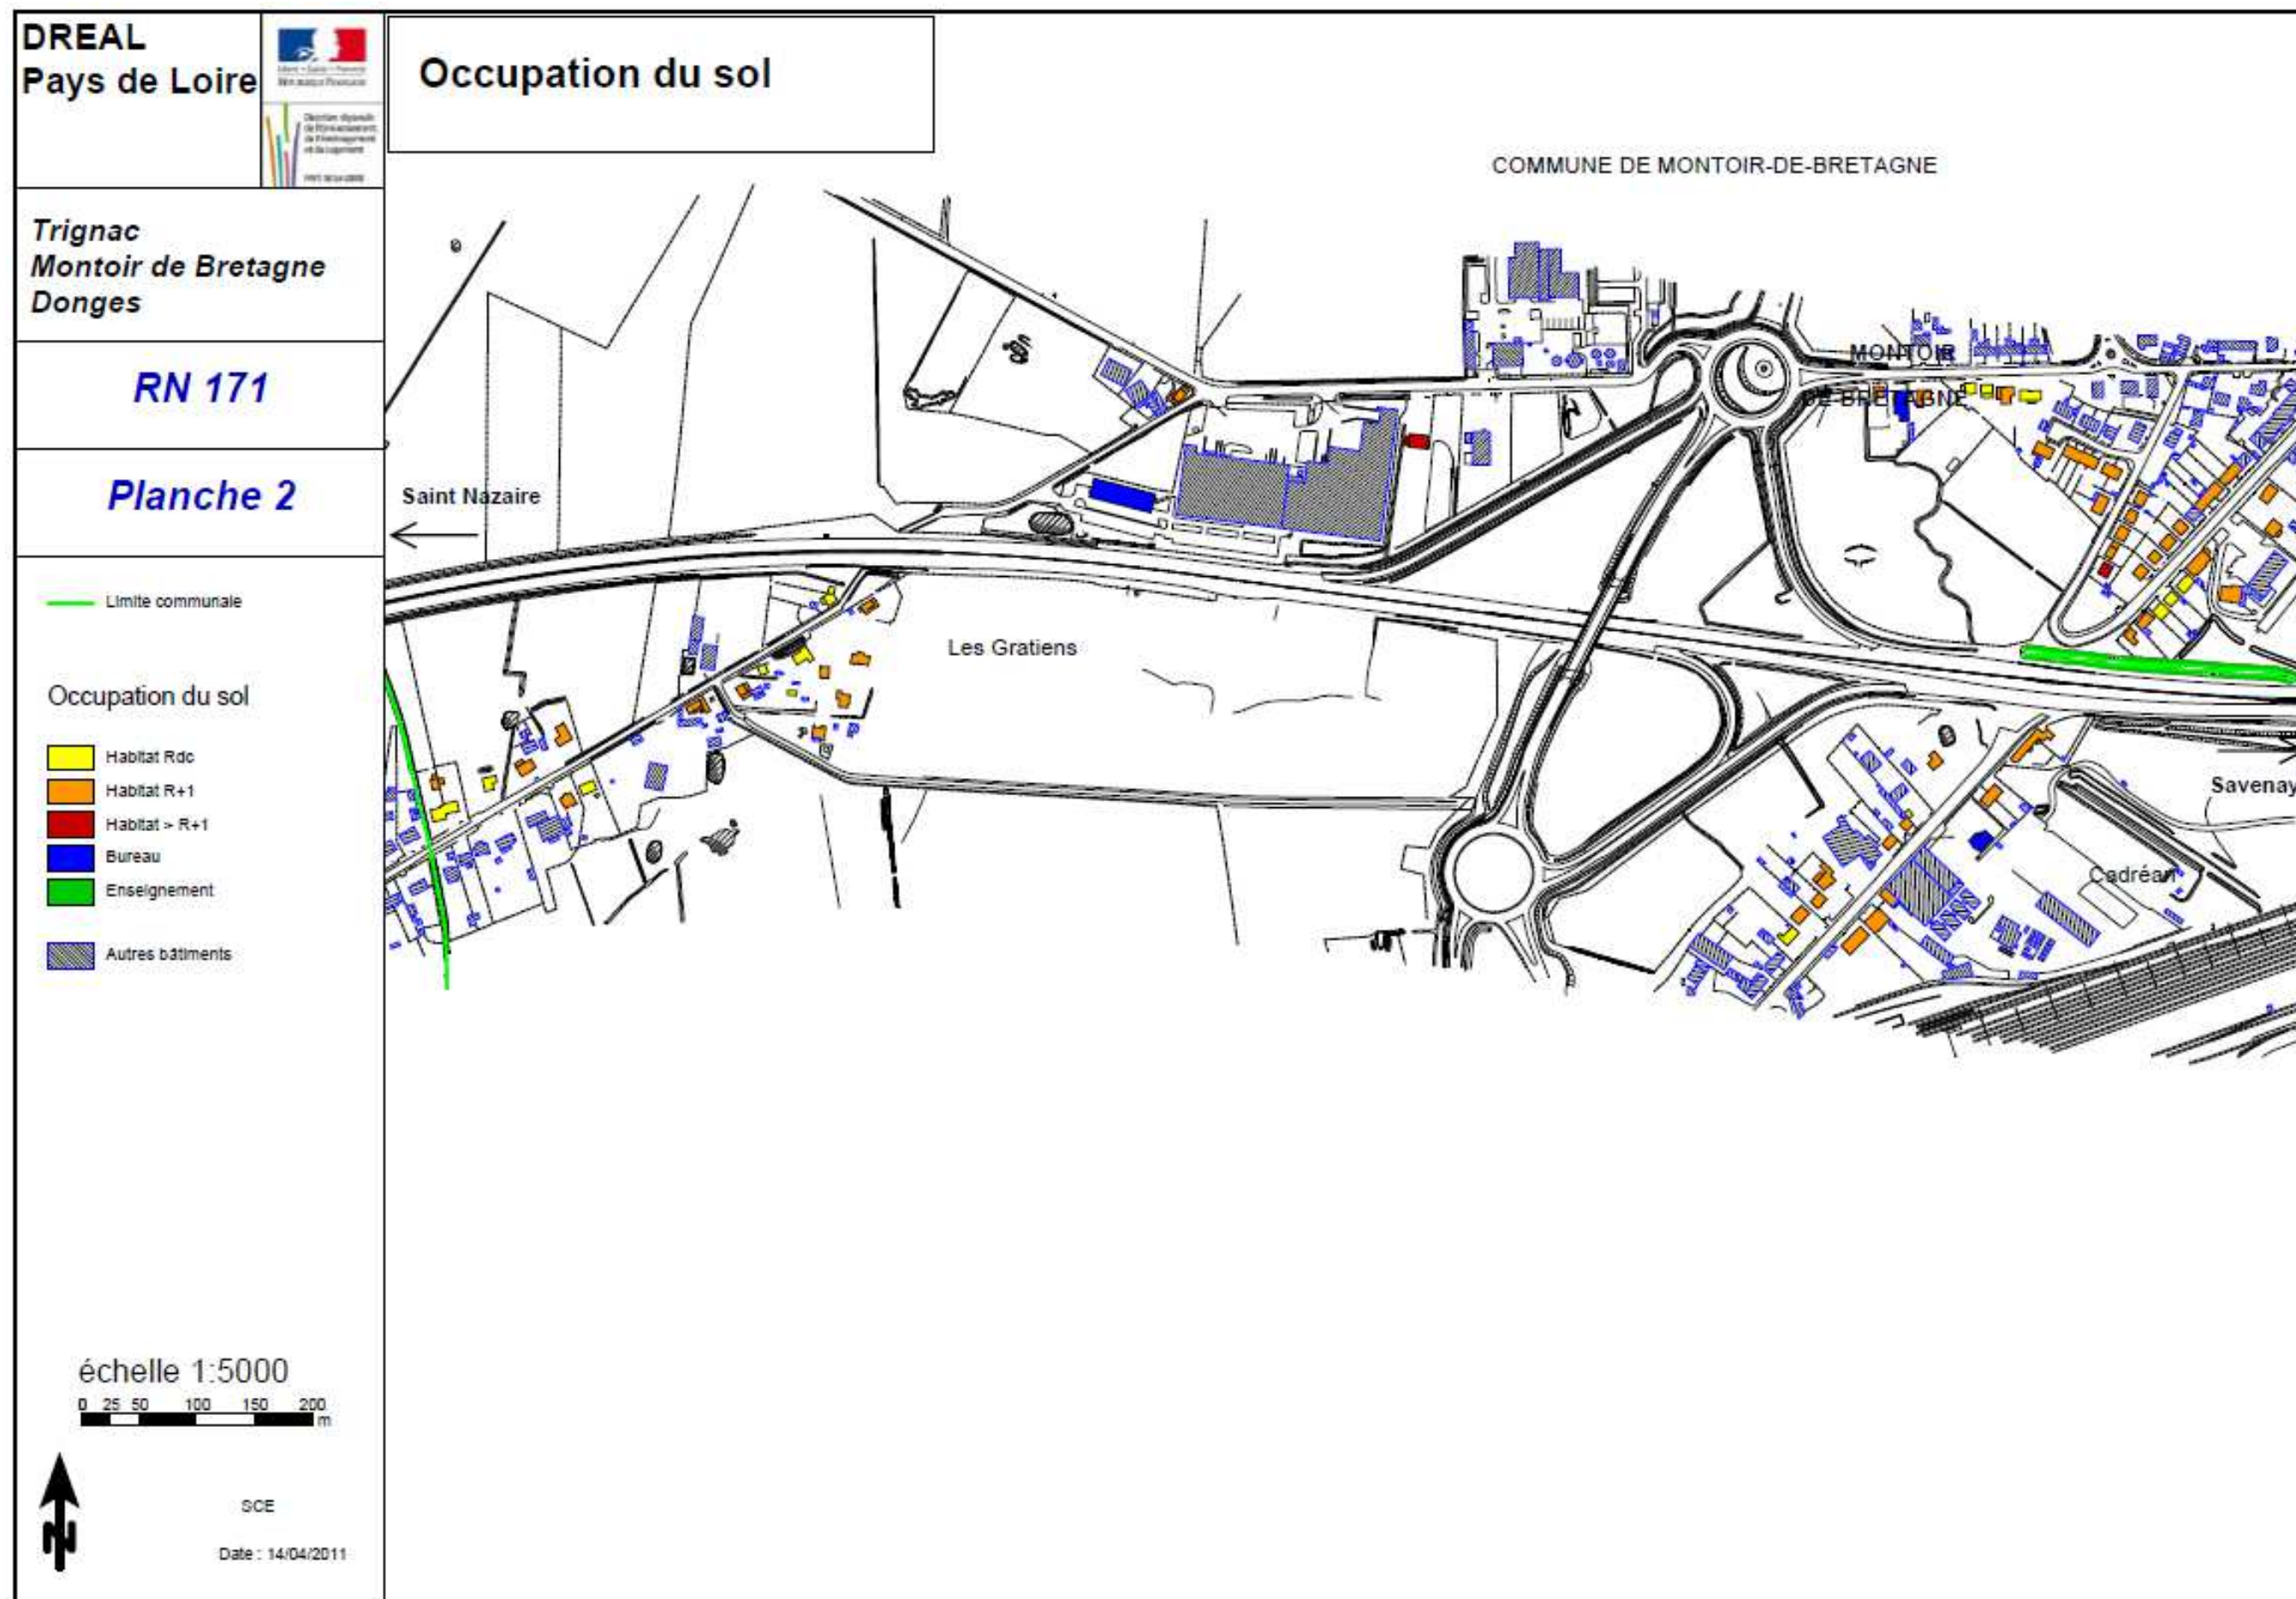 DREAL
Pays de Loire
Occupation du sol
COMMUNE DE MONTOIR-DE-BRETAGNE
Trignac
Montoir de Bretagne
Donges
RN 171
Planche 2
Saint Nazaire
MONTOIR
DE BRETAGNE
Les Gratiens
Savenay
Cadréan
Limite communale
Occupation du sol
Habitat Rdc
Habitat R+1
Habitat > R+1
Bureau
Enseignement
Autres bâtiments
échelle 1:5000
0 25 50 100 150 200
m
N
SCE
Date : 14/04/2011